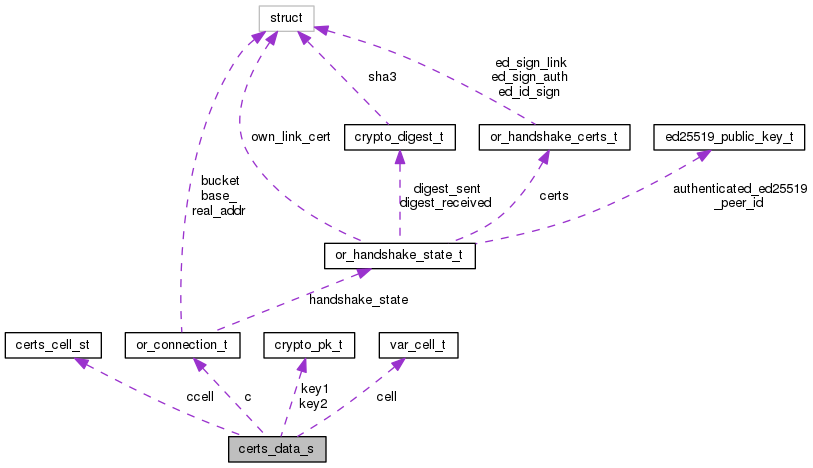 struct
ed_sign_link
ed_sign_auth
ed_id_sign
sha3
own_link_cert
crypto_digest_t
or_handshake_certs_t
ed25519_public_key_t
bucket
base_
real_addr
digest_sent
digest_received
certs
authenticated_ed25519
_peer_id
or_handshake_state_t
handshake_state
certs_cell_st
or_connection_t
crypto_pk_t
var_cell_t
ccell
c
key1
key2
cell
certs_data_s